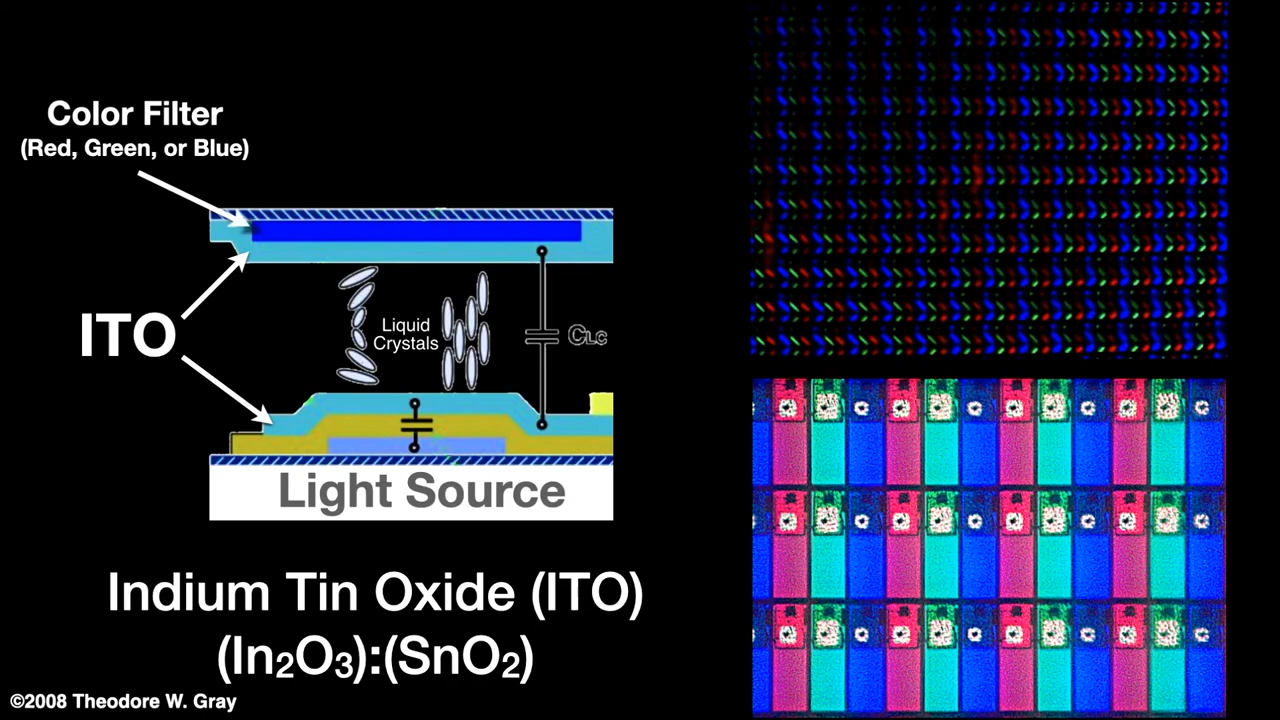 Color Filter
(Red, Green, or Blue)
ITO
Liquid
Crystals
CLC
Light Source
Indium Tin Oxide (ITO)
(In₂O₃):(SnO₂)
©2008 Theodore W. Gray